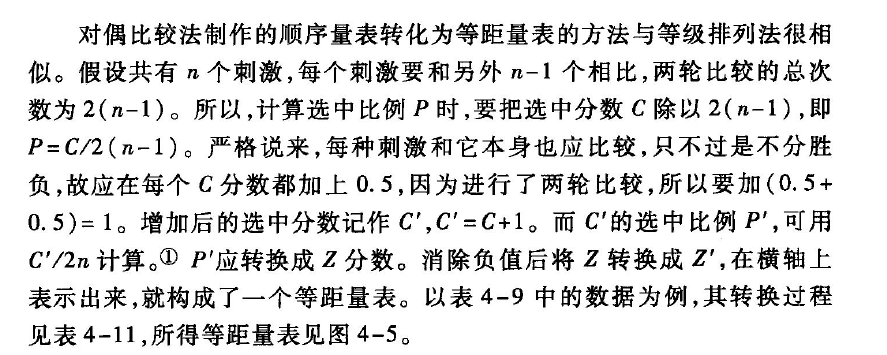 对偶比较法制作的顺序量表转化为等距量表的方法与等级排列法很相
似。假设共有 n 个刺激,每个刺激要和另外 n-1 个相比,两轮比较的总次
数为 2(n-1)。所以,计算选中比例 P 时,要把选中分数 C 除以 2(n-1),即
P=C/2(n-1)。严格说来,每种刺激和它本身也应比较,只不过是不分胜
负,故应在每个 C 分数都加上 0.5,因为进行了两轮比较,所以要加(0.5+
0.5)=1。增加后的选中分数记作 C′,C′=C+1。而 C′的选中比例 P′,可用
C′/2n 计算。① P′应转换成 Z 分数。消除负值后将 Z 转换成 Z′,在横轴上
表示出来,就构成了一个等距量表。以表 4-9 中的数据为例,其转换过程
见表 4-11,所得等距量表见图 4-5。